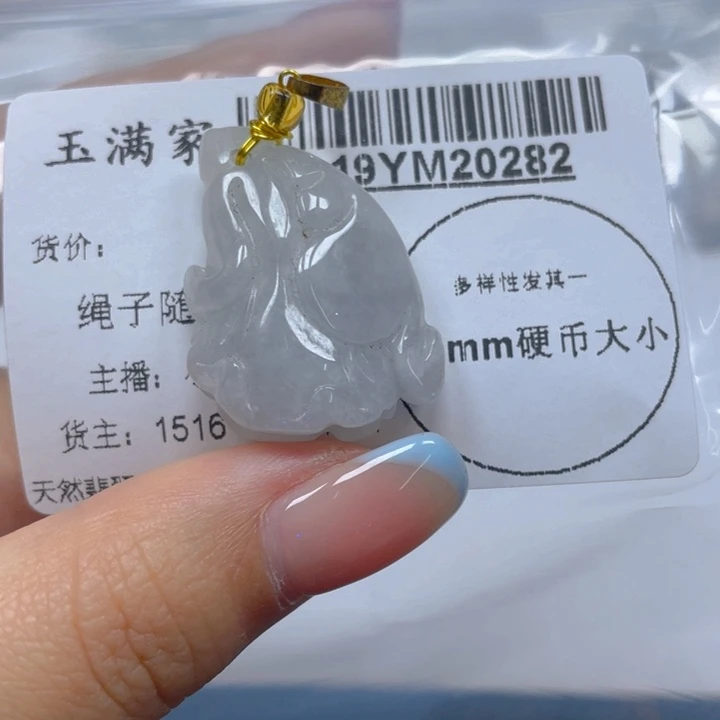 玉满家
19YM20282
货价：
多样性发其一
绳子随
mm硬币大小
主播：
货主：1516
天然翡翠